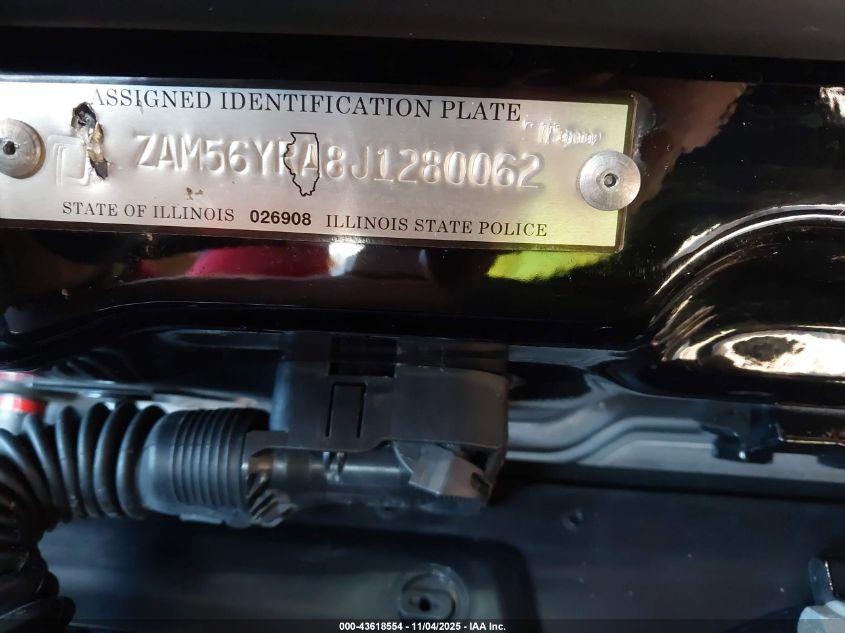 ASSIGNED IDENTIFICATION PLATE
ZAM56YRA8J1280062
STATE OF ILLINOIS 026908 ILLINOIS STATE POLICE
000-43618554 - 11/04/2025 - IAA Inc.